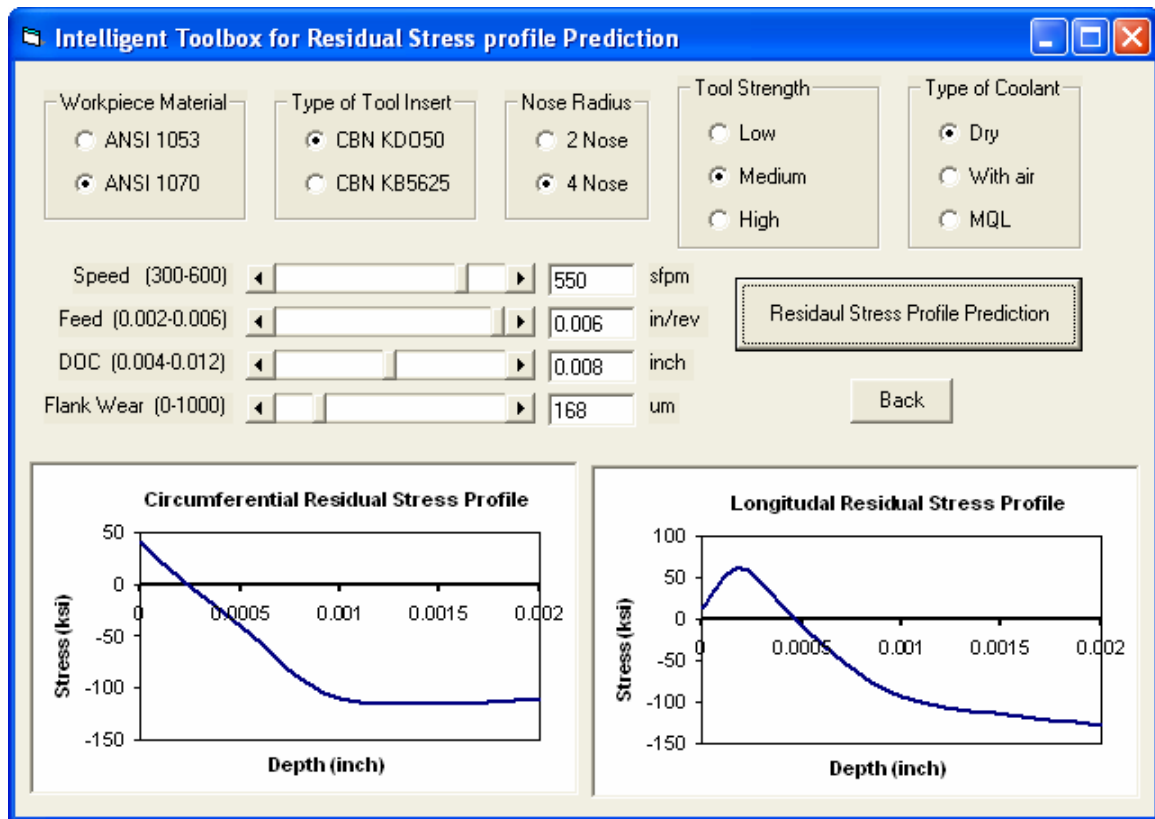 Intelligent Toolbox for Residual Stress profile Prediction
Workpiece Material
ANSI 1053
ANSI 1070
Type of Tool Insert
CBN KDO50
CBN KB5625
Nose Radius
2 Nose
4 Nose
Tool Strength
Low
Medium
High
Type of Coolant
Dry
With air
MQL
Speed (300-600)
550
sfpm
Feed (0.002-0.006)
0.006
in/rev
DOC (0.004-0.012)
0.008
inch
Flank Wear (0-1000)
168
um
Residaul Stress Profile Prediction
Back
Circumferential Residual Stress Profile
50
0
-50
-100
-150
0 0.0005 0.001 0.0015 0.002
Stress (ksi)
Depth (inch)
Longitudal Residual Stress Profile
100
50
0
-50
-100
-150
0 0.0005 0.001 0.0015 0.002
Stress (ksi)
Depth (inch)